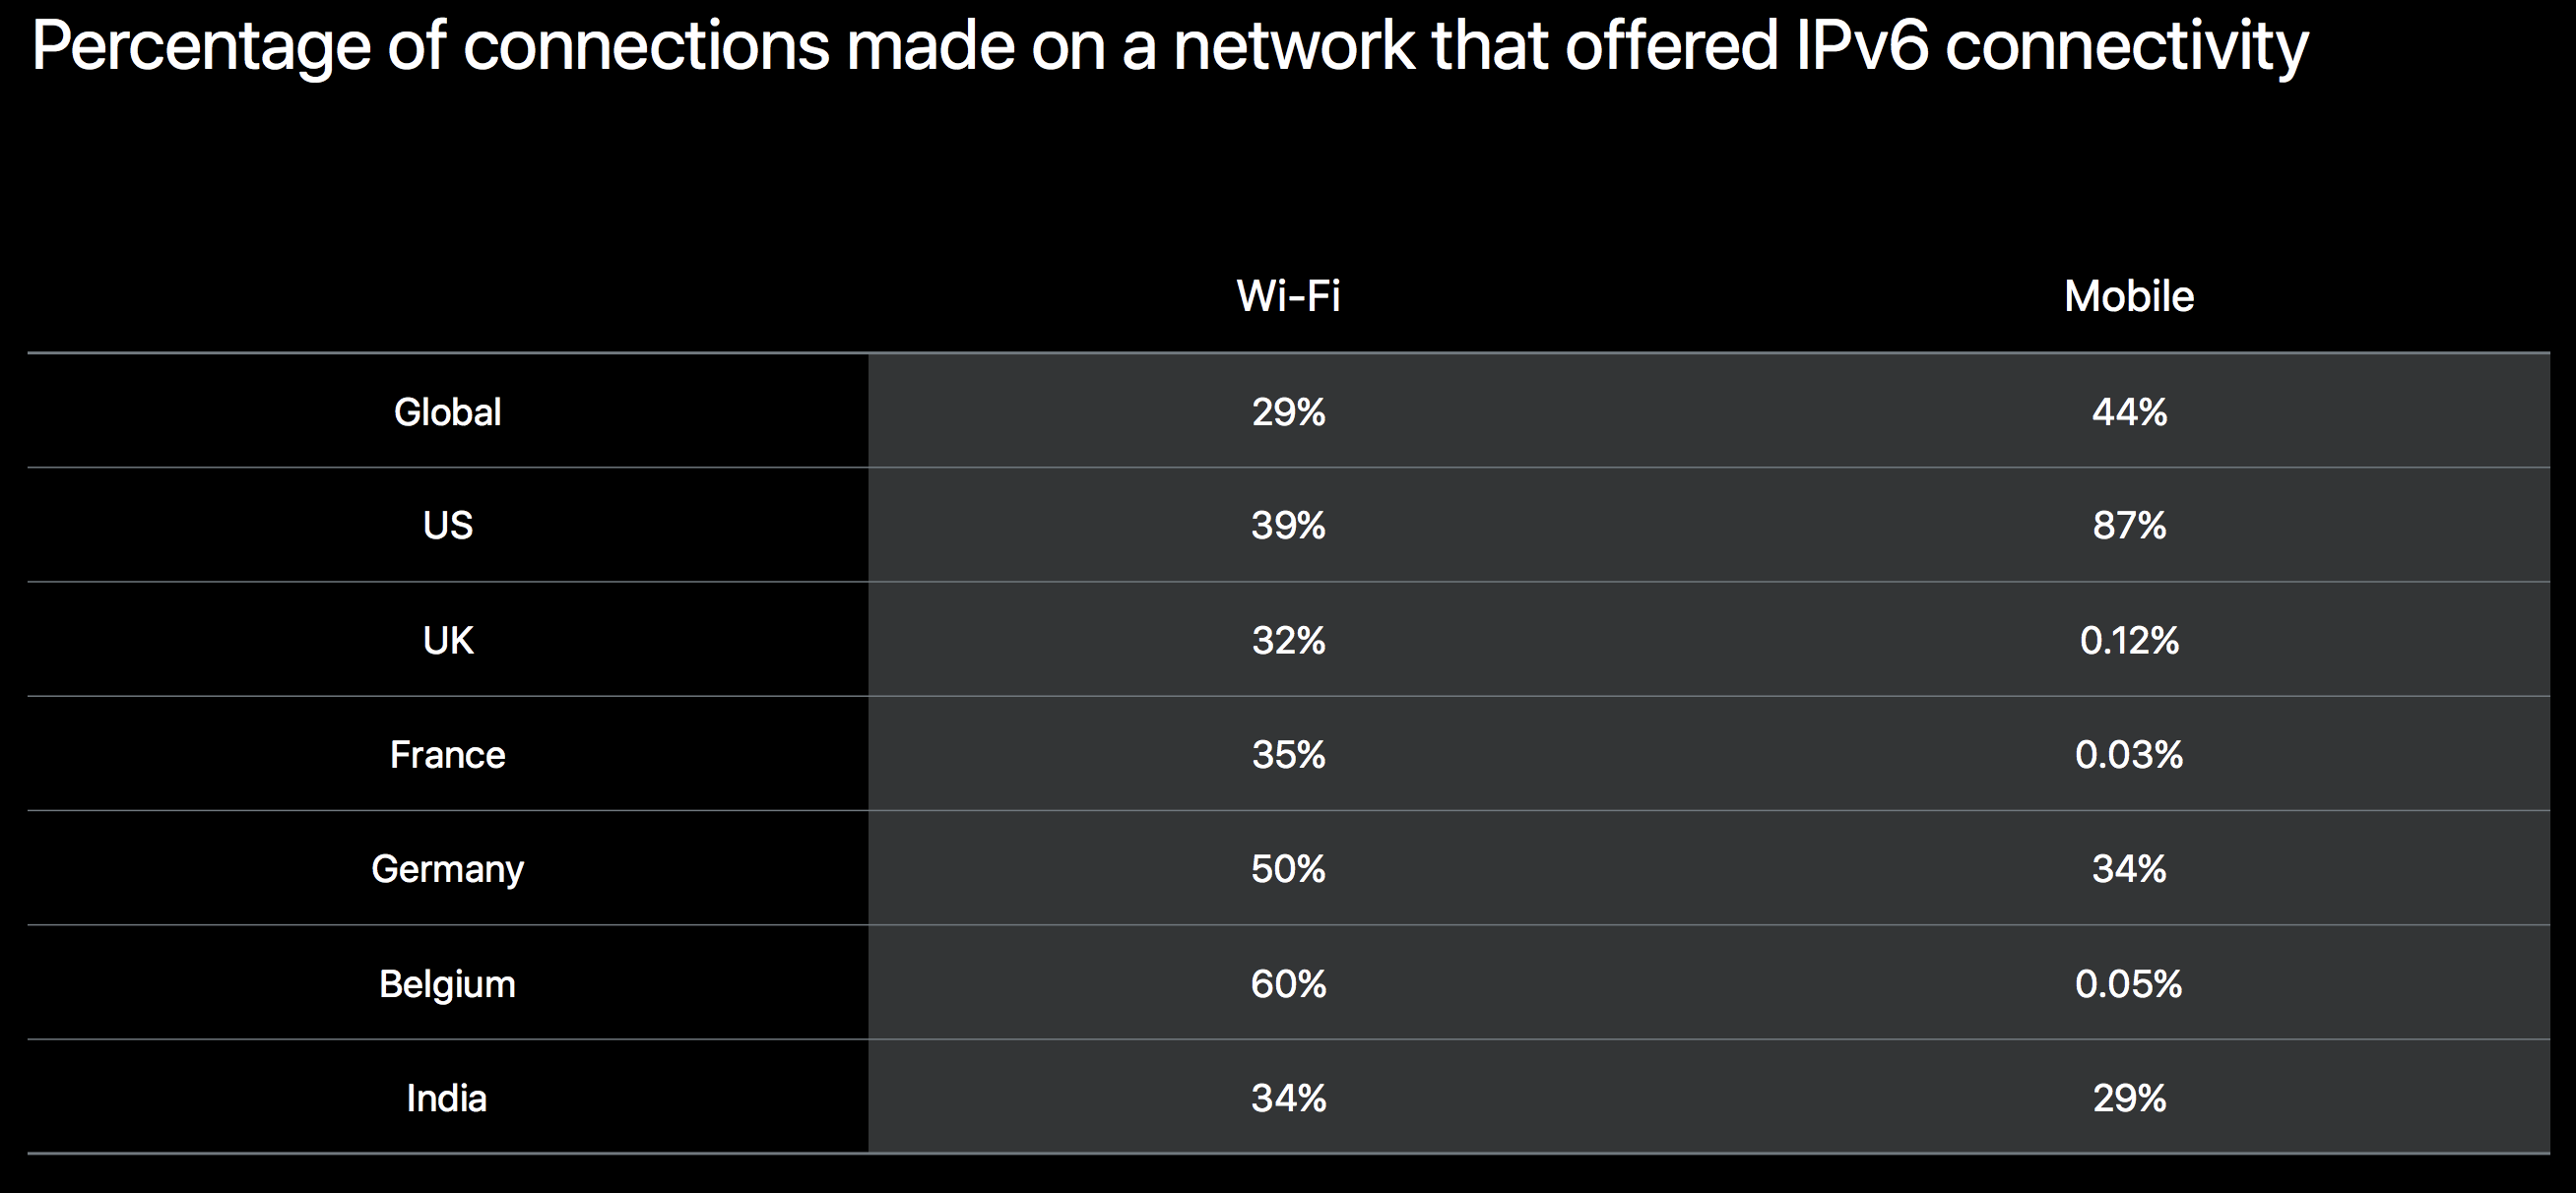 Percentage of connections made on a network that offered IPv6 connectivity
Wi-Fi Mobile
Global 29% 44%
US 39% 87%
UK 32% 0.12%
France 35% 0.03%
Germany 50% 34%
Belgium 60% 0.05%
India 34% 29%